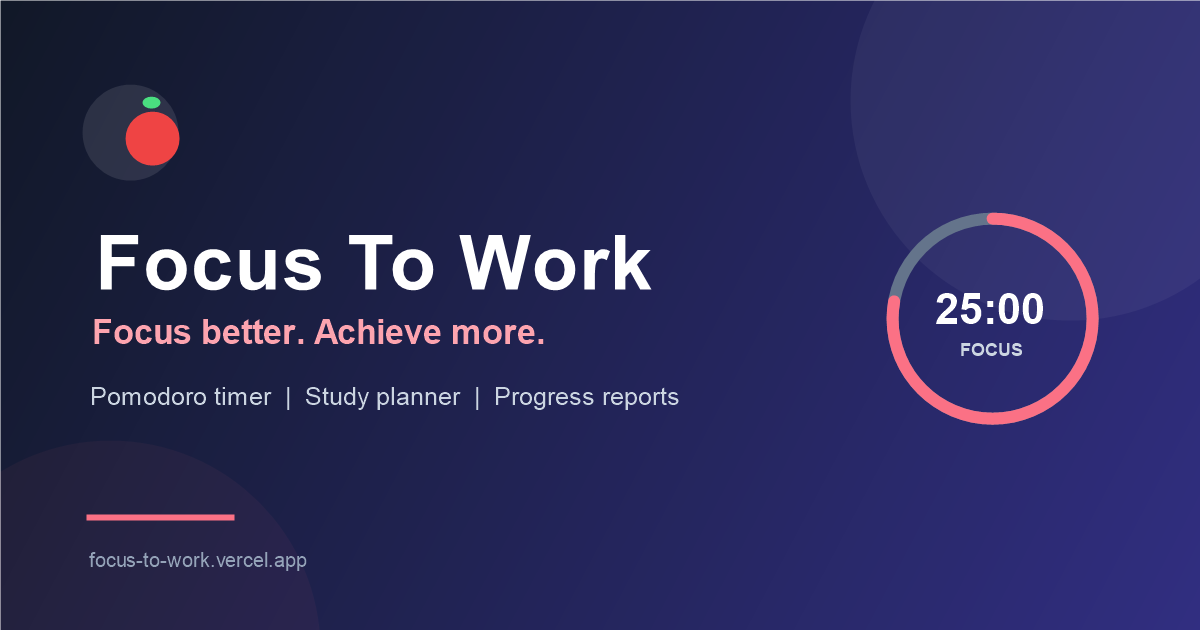 Focus To Work
Focus better. Achieve more.
Pomodoro timer | Study planner | Progress reports
25:00
FOCUS
focus-to-work.vercel.app